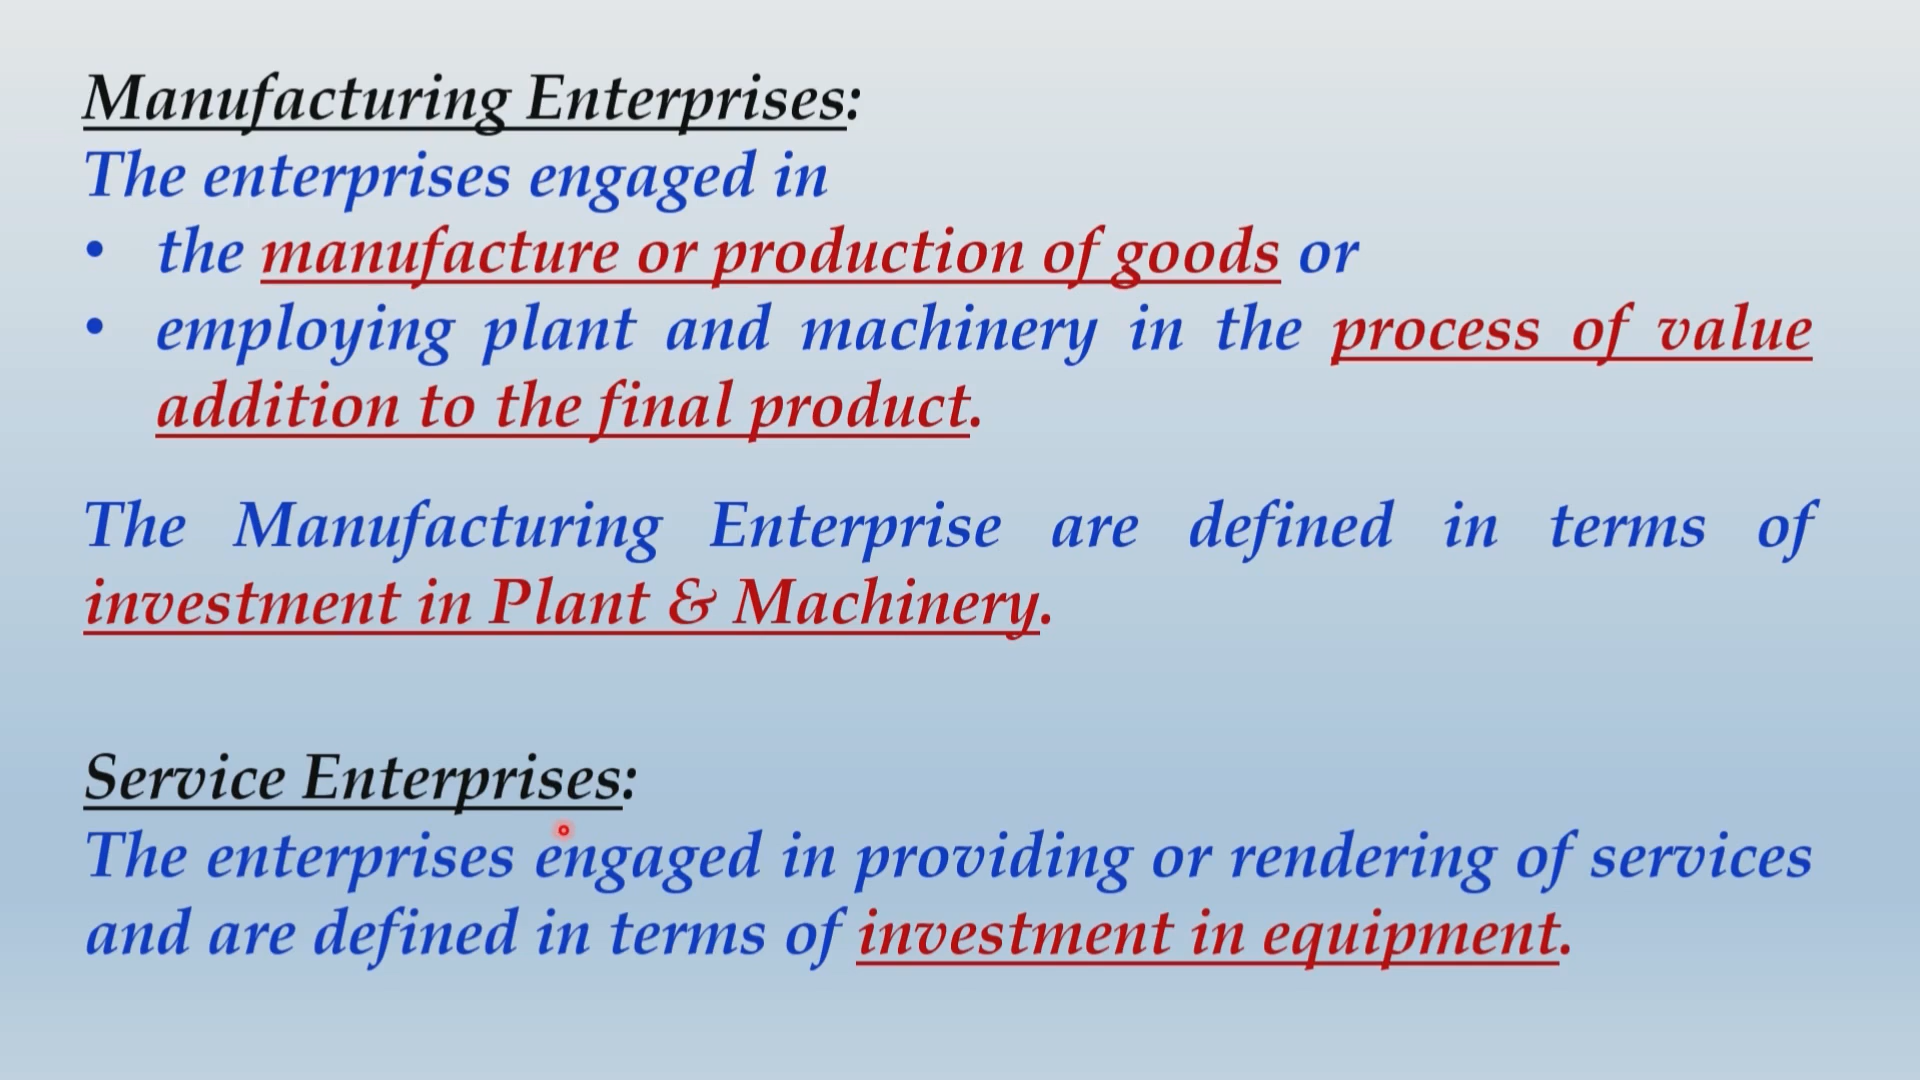 Manufacturing Enterprises:
The enterprises engaged in
• the manufacture or production of goods or
• employing plant and machinery in the process of value
addition to the final product.
The Manufacturing Enterprise are defined in terms of
investment in Plant & Machinery.
Service Enterprises:
The enterprises engaged in providing or rendering of services
and are defined in terms of investment in equipment.